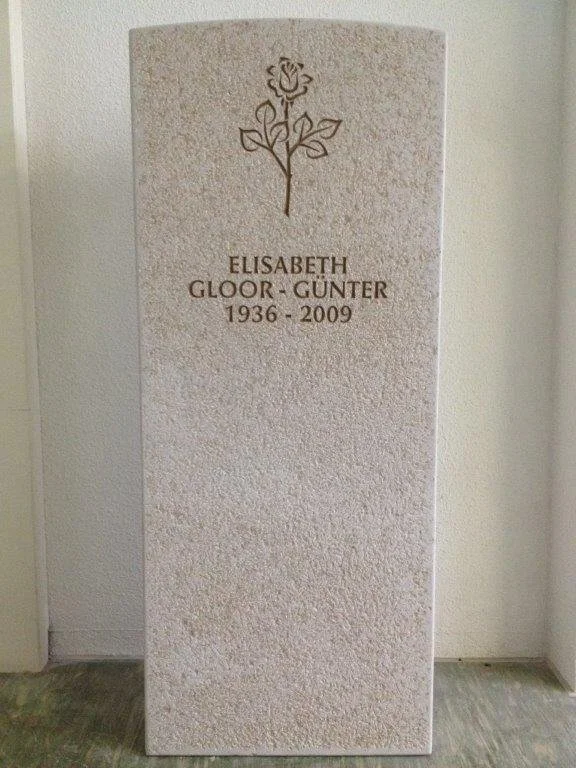 ELISABETH
GLOOR - GÜNTER
1936 - 2009